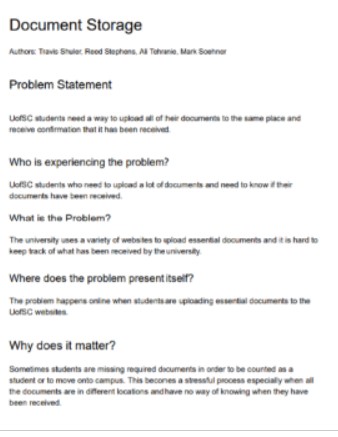 Document Storage
Authors: Travis Shuler, Reed Stephens, Ali Tehranie, Mark Soehner
Problem Statement
UofSC students need a way to upload all of heir documents to the same place and
receive confirmation that it has been received.
Who is experiencing the problem?
UofSC students who need to upload a lot of documents and need to know if their
documents have been received.
What is the Problem?
The university uses a variety of websites to upload essential documents and it is hard to
keep track of what has been received by the university.
Where does the problem present itself?
The problem happens online when students are uploading essential documents to the
UofSC websites.
Why does it matter?
Sometimes students are missing required documents in order to be counted as a
student or to move onto campus. This becomes a stressful process especially when all
the documents are in different locations and have no way of knowing when they have
been received.